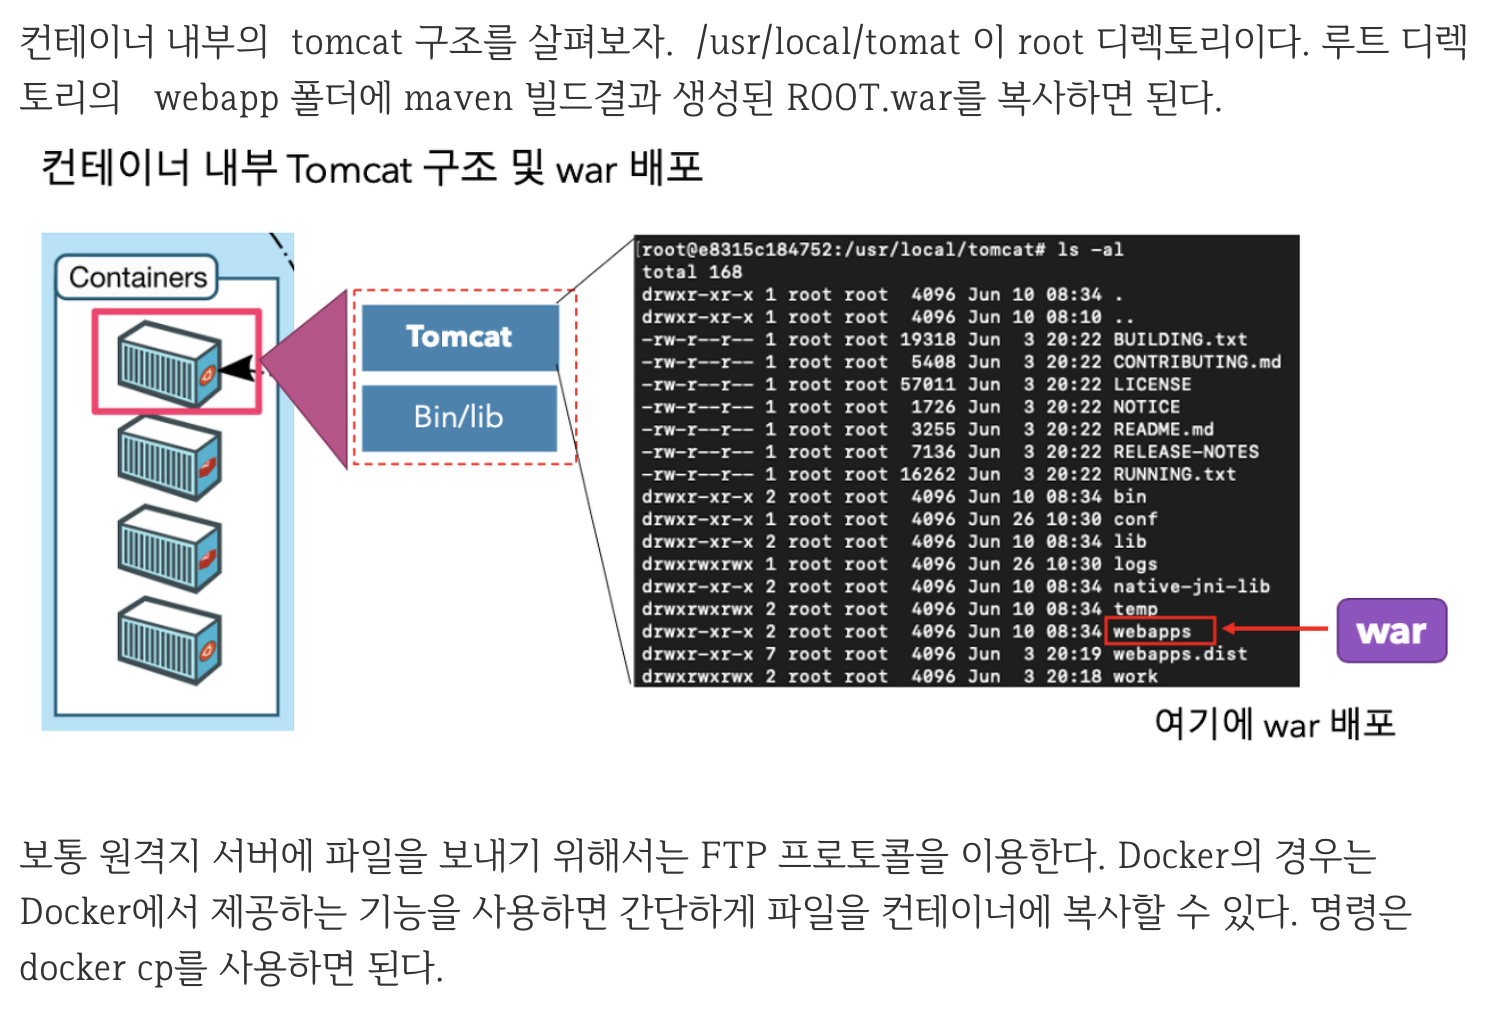 컨테이너 내부의 tomcat 구조를 살펴보자. /usr/local/tomat 이 root 디렉토리이다. 루트 디렉
토리의 webapp 폴더에 maven 빌드결과 생성된 ROOT.war를 복사하면 된다.
컨테이너 내부 Tomcat 구조 및 war 배포
Containers
Tomcat
Bin/lib
[root@e8315c184752:/usr/local/tomcat# ls -al
total 168
drwxr-xr-x 1 root root 4096 Jun 10 08:34 .
drwxr-xr-x 1 root root 4096 Jun 10 08:10 ..
-rw-r--r-- 1 root root 19318 Jun 3 20:22 BUILDING.txt
-rw-r--r-- 1 root root 5408 Jun 3 20:22 CONTRIBUTING.md
-rw-r--r-- 1 root root 57011 Jun 3 20:22 LICENSE
-rw-r--r-- 1 root root 1726 Jun 3 20:22 NOTICE
-rw-r--r-- 1 root root 3255 Jun 3 20:22 README.md
-rw-r--r-- 1 root root 7136 Jun 3 20:22 RELEASE-NOTES
-rw-r--r-- 1 root root 16262 Jun 3 20:22 RUNNING.txt
drwxr-xr-x 2 root root 4096 Jun 10 08:34 bin
drwxr-xr-x 1 root root 4096 Jun 26 10:30 conf
drwxr-xr-x 2 root root 4096 Jun 10 08:34 lib
drwxrwxrwx 1 root root 4096 Jun 26 10:30 logs
drwxr-xr-x 2 root root 4096 Jun 10 08:34 native-jni-lib
drwxrwxrwx 2 root root 4096 Jun 10 08:34 temp
drwxr-xr-x 2 root root 4096 Jun 10 08:34 webapps
drwxr-xr-x 7 root root 4096 Jun 3 20:19 webapps.dist
drwxrwxrwx 2 root root 4096 Jun 3 20:18 work
war
여기에 war 배포
보통 원격지 서버에 파일을 보내기 위해서는 FTP 프로토콜을 이용한다. Docker의 경우는
Docker에서 제공하는 기능을 사용하면 간단하게 파일을 컨테이너에 복사할 수 있다. 명령은
docker cp를 사용하면 된다.